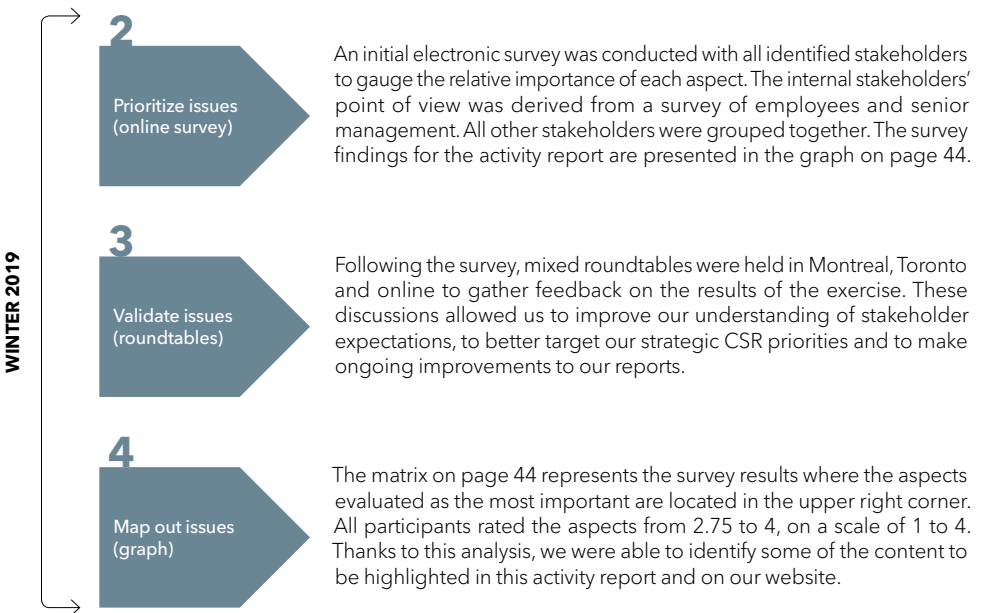 WINTER 2019
2
Prioritize issues
(online survey)
An initial electronic survey was conducted with all identified stakeholders
to gauge the relative importance of each aspect. The internal stakeholders’
point of view was derived from a survey of employees and senior
management. All other stakeholders were grouped together. The survey
findings for the activity report are presented in the graph on page 44.
3
Validate issues
(roundtables)
Following the survey, mixed roundtables were held in Montreal, Toronto
and online to gather feedback on the results of the exercise. These
discussions allowed us to improve our understanding of stakeholder
expectations, to better target our strategic CSR priorities and to make
ongoing improvements to our reports.
4
Map out issues
(graph)
The matrix on page 44 represents the survey results where the aspects
evaluated as the most important are located in the upper right corner.
All participants rated the aspects from 2.75 to 4, on a scale of 1 to 4.
Thanks to this analysis, we were able to identify some of the content to
be highlighted in this activity report and on our website.